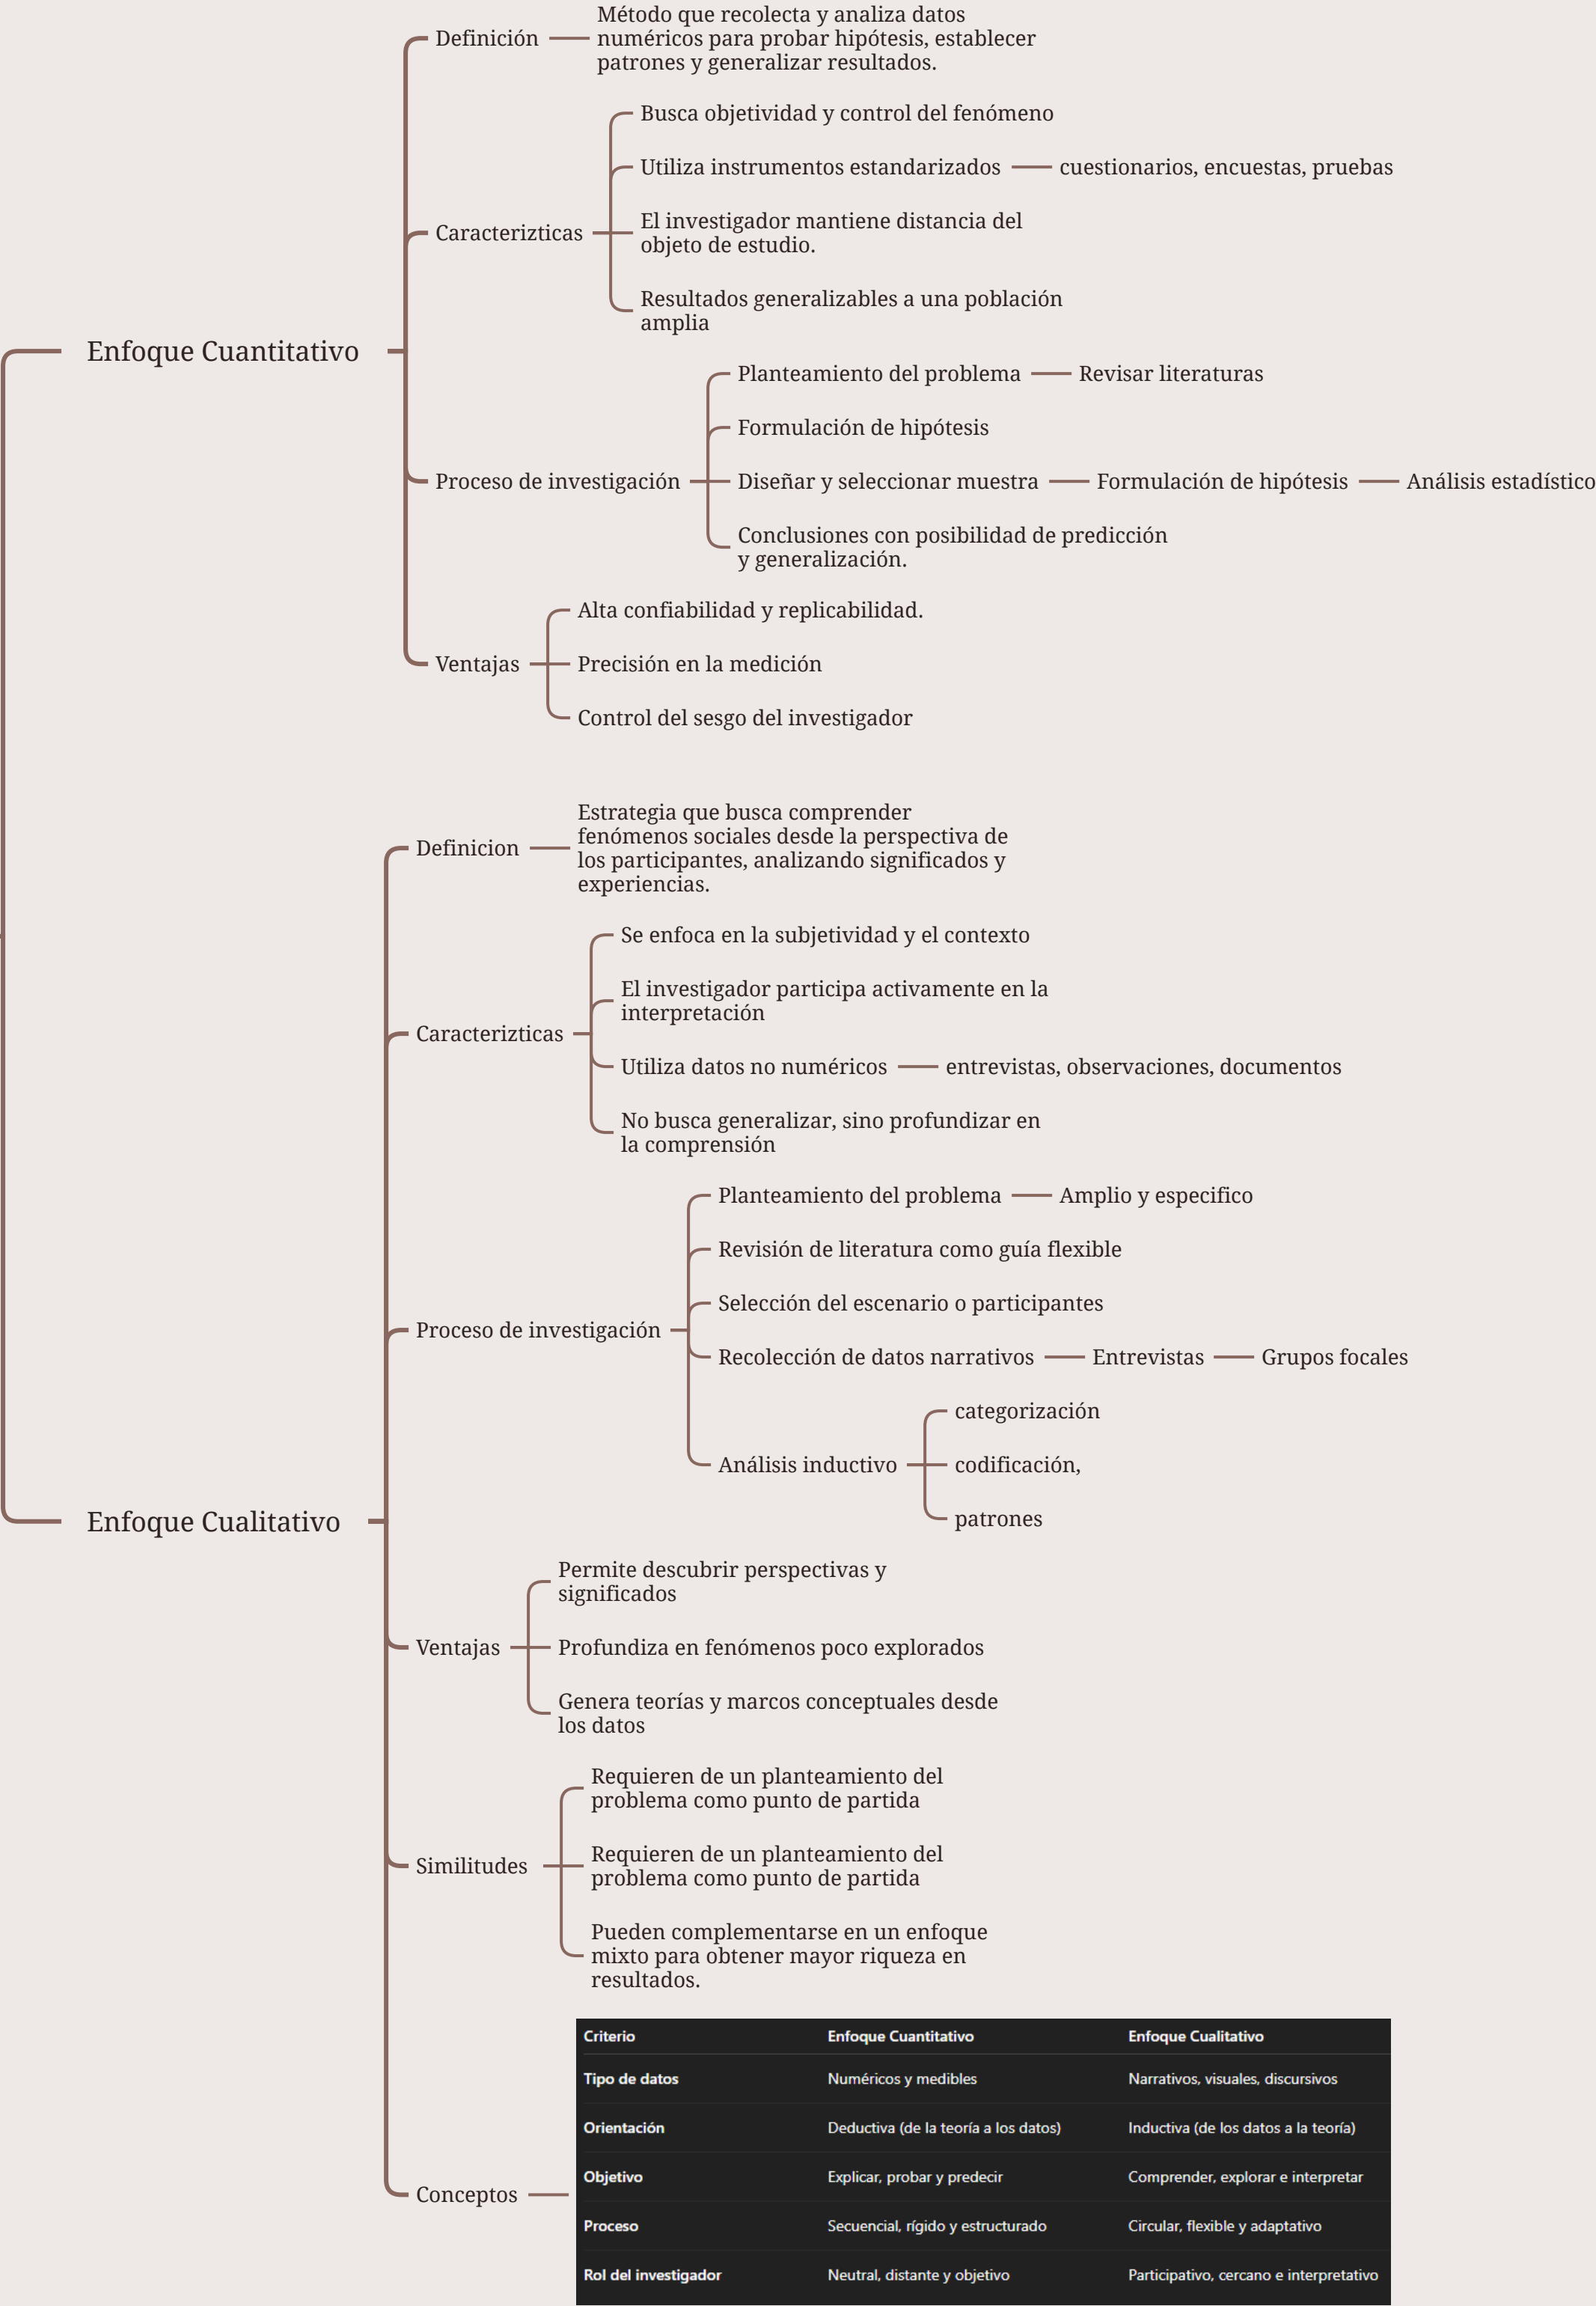 Enfoque Cuantitativo
Definición
Método que recolecta y analiza datos
numéricos para probar hipótesis, establecer
patrones y generalizar resultados.
Caracterizticas
Busca objetividad y control del fenómeno
Utiliza instrumentos estandarizados
cuestionarios, encuestas, pruebas
El investigador mantiene distancia del
objeto de estudio.
Resultados generalizables a una población
amplia
Proceso de investigación
Planteamiento del problema
Revisar literaturas
Formulación de hipótesis
Diseñar y seleccionar muestra
Formulación de hipótesis
Análisis estadístico
Conclusiones con posibilidad de predicción
y generalización.
Ventajas
Alta confiabilidad y replicabilidad.
Precisión en la medición
Control del sesgo del investigador
Enfoque Cualitativo
Definicion
Estrategia que busca comprender
fenómenos sociales desde la perspectiva de
los participantes, analizando significados y
experiencias.
Caracterizticas
Se enfoca en la subjetividad y el contexto
El investigador participa activamente en la
interpretación
Utiliza datos no numéricos
entrevistas, observaciones, documentos
No busca generalizar, sino profundizar en
la comprensión
Proceso de investigación
Planteamiento del problema
Amplio y especifico
Revisión de literatura como guía flexible
Selección del escenario o participantes
Recolección de datos narrativos
Entrevistas
Grupos focales
Análisis inductivo
categorización
codificación,
patrones
Ventajas
Permite descubrir perspectivas y
significados
Profundiza en fenómenos poco explorados
Genera teorías y marcos conceptuales desde
los datos
Similitudes
Requieren de un planteamiento del
problema como punto de partida
Requieren de un planteamiento del
problema como punto de partida
Pueden complementarse en un enfoque
mixto para obtener mayor riqueza en
resultados.
Conceptos
Criterio Enfoque Cuantitativo Enfoque Cualitativo
Tipo de datos Numéricos y medibles Narrativos, visuales, discursivos
Orientación Deductiva (de la teoría a los datos) Inductiva (de los datos a la teoría)
Objetivo Explicar, probar y predecir Comprender, explorar e interpretar
Proceso Secuencial, rígido y estructurado Circular, flexible y adaptativo
Rol del investigador Neutral, distante y objetivo Participativo, cercano e interpretativo